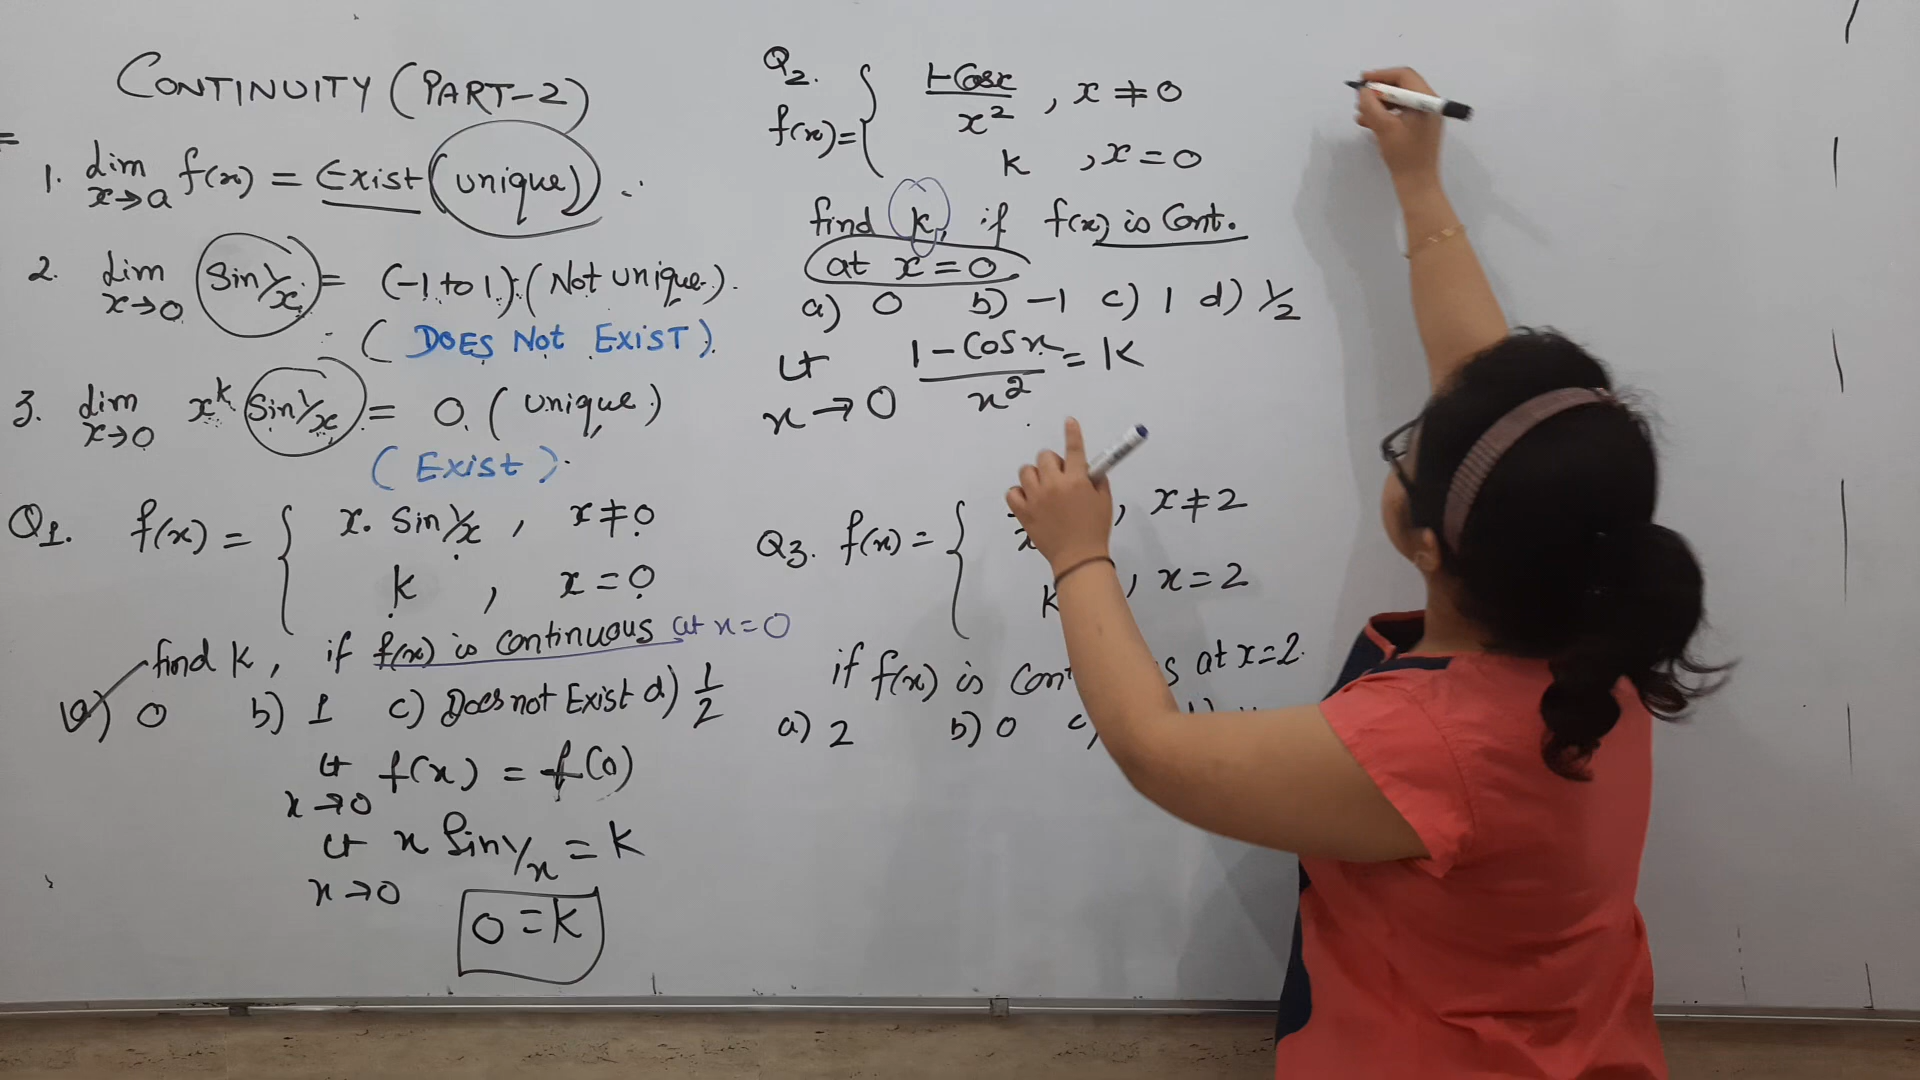 CONTINUITY (PART-2)
1. lim x→a f(x) = Exist (unique)
2. lim x→0 Sin 1/x = (-1 to 1) (Not unique)
(DOES NOT EXIST)
3. lim x→0 x^k Sin 1/x = 0 (unique)
(Exist)
Q1. f(x) = { x. Sin 1/x , x ≠ 0
k , x = 0
find k, if f(x) is continuous at x=0
a) 0 b) 1 c) Does not Exist d) 1/2
Lt x→0 f(x) = f(0)
Lt x→0 x Sin 1/x = k
0 = k
Q2.
f(x) = { 1-Cosx / x² , x ≠ 0
k , x = 0
find k, if f(x) is Cont.
at x = 0
a) 0 b) -1 c) 1 d) 1/2
Lt x→0 1-Cosx / x² = k
Q3. f(x) = { , x ≠ 2
k , x = 2
if f(x) is at x=2.
a) 2 b) 0 c)